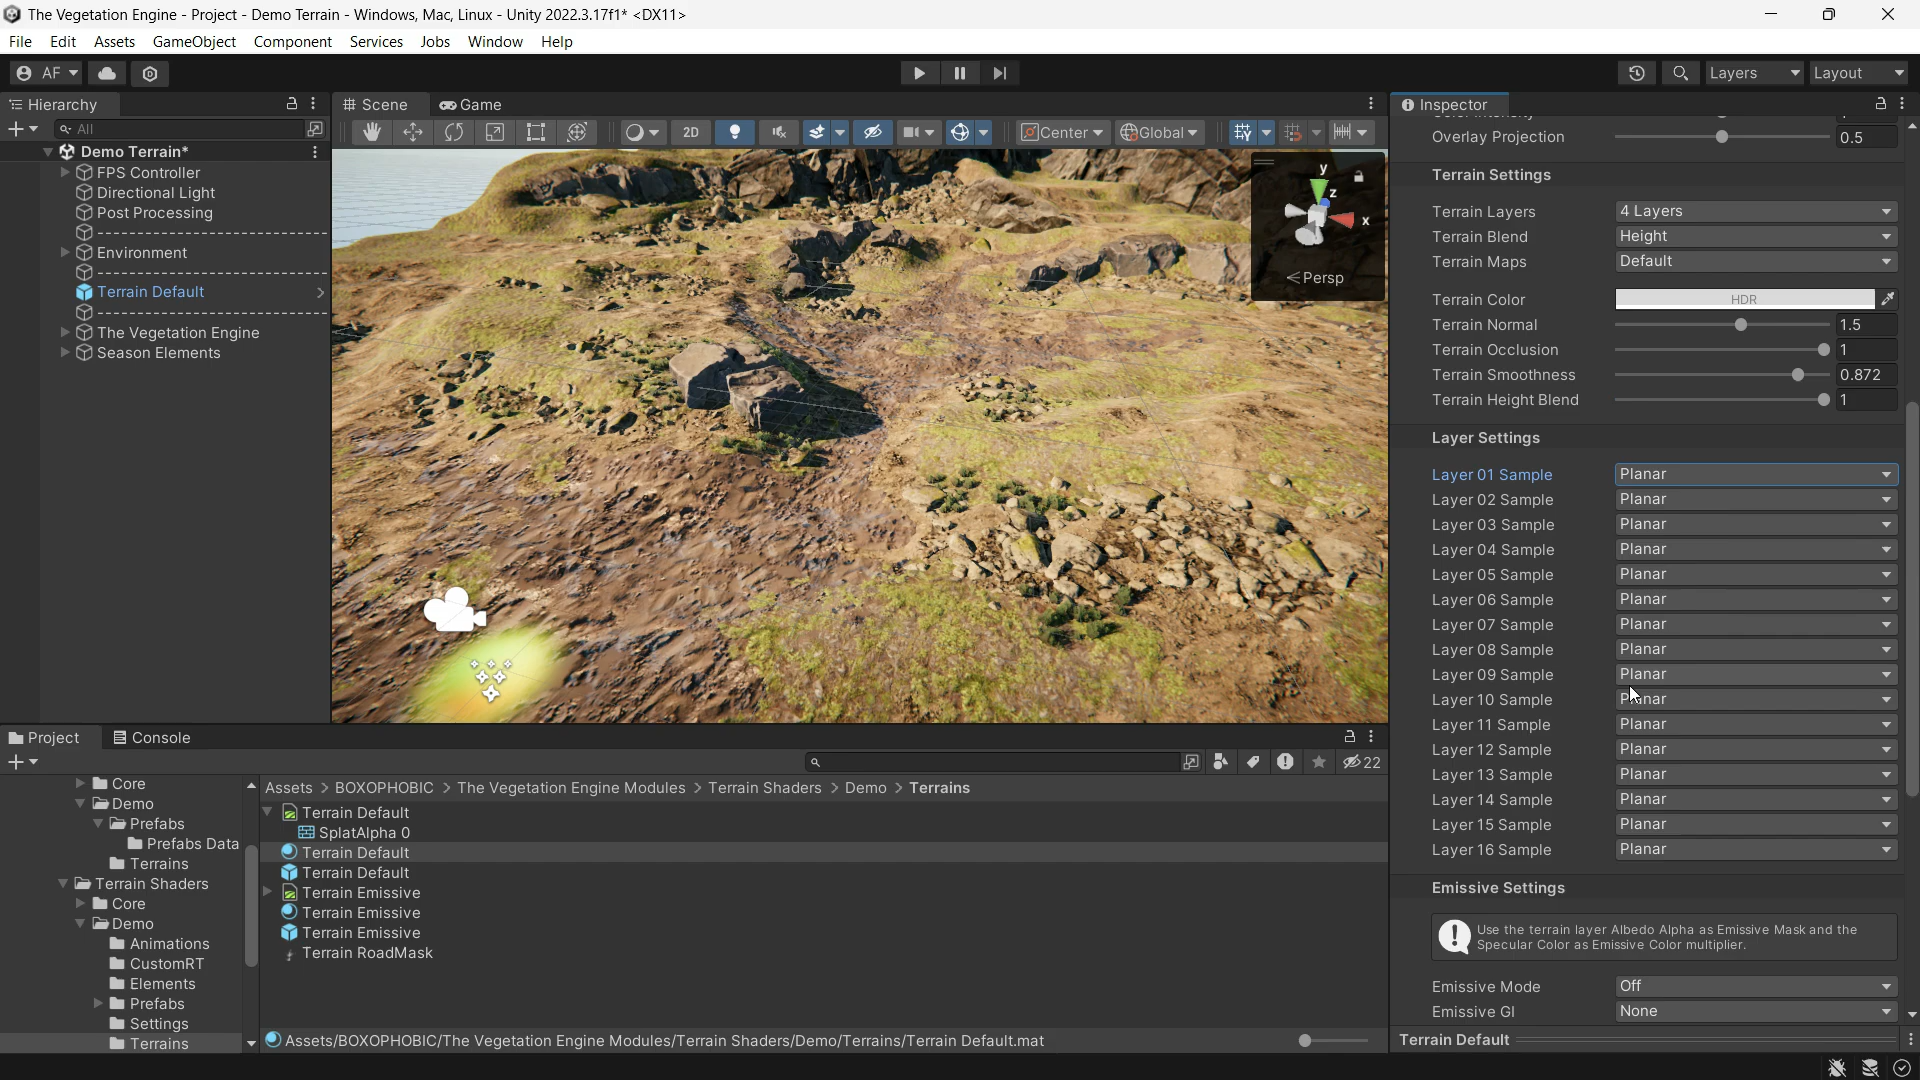 The Vegetation Engine - Project - Demo Terrain - Windows, Mac, Linux - Unity 2022.3.17f1* <DX11>
File Edit Assets GameObject Component Services Jobs Window Help
AF
Layers
Layout
Hierarchy
All
Demo Terrain*
FPS Controller
Directional Light
Post Processing
-----------------------
Environment
-----------------------
Terrain Default
-----------------------
The Vegetation Engine
Season Elements
Scene
Game
2D
Center
Global
y
z
x
Persp
Inspector
Overlay Projection 0.5
Terrain Settings
Terrain Layers 4 Layers
Terrain Blend Height
Terrain Maps Default
Terrain Color HDR
Terrain Normal 1.5
Terrain Occlusion 1
Terrain Smoothness 0.872
Terrain Height Blend 1
Layer Settings
Layer 01 Sample Planar
Layer 02 Sample Planar
Layer 03 Sample Planar
Layer 04 Sample Planar
Layer 05 Sample Planar
Layer 06 Sample Planar
Layer 07 Sample Planar
Layer 08 Sample Planar
Layer 09 Sample Planar
Layer 10 Sample Planar
Layer 11 Sample Planar
Layer 12 Sample Planar
Layer 13 Sample Planar
Layer 14 Sample Planar
Layer 15 Sample Planar
Layer 16 Sample Planar
Emissive Settings
Use the terrain layer Albedo Alpha as Emissive Mask and the
Specular Color as Emissive Color multiplier.
Emissive Mode Off
Emissive GI None
Terrain Default
Project
Console
22
Core
Demo
Prefabs
Prefabs Data
Terrains
Terrain Shaders
Core
Demo
Animations
CustomRT
Elements
Prefabs
Settings
Terrains
Assets > BOXOPHOBIC > The Vegetation Engine Modules > Terrain Shaders > Demo > Terrains
Terrain Default
SplatAlpha 0
Terrain Default
Terrain Default
Terrain Emissive
Terrain Emissive
Terrain Emissive
Terrain RoadMask
Assets/BOXOPHOBIC/The Vegetation Engine Modules/Terrain Shaders/Demo/Terrains/Terrain Default.mat